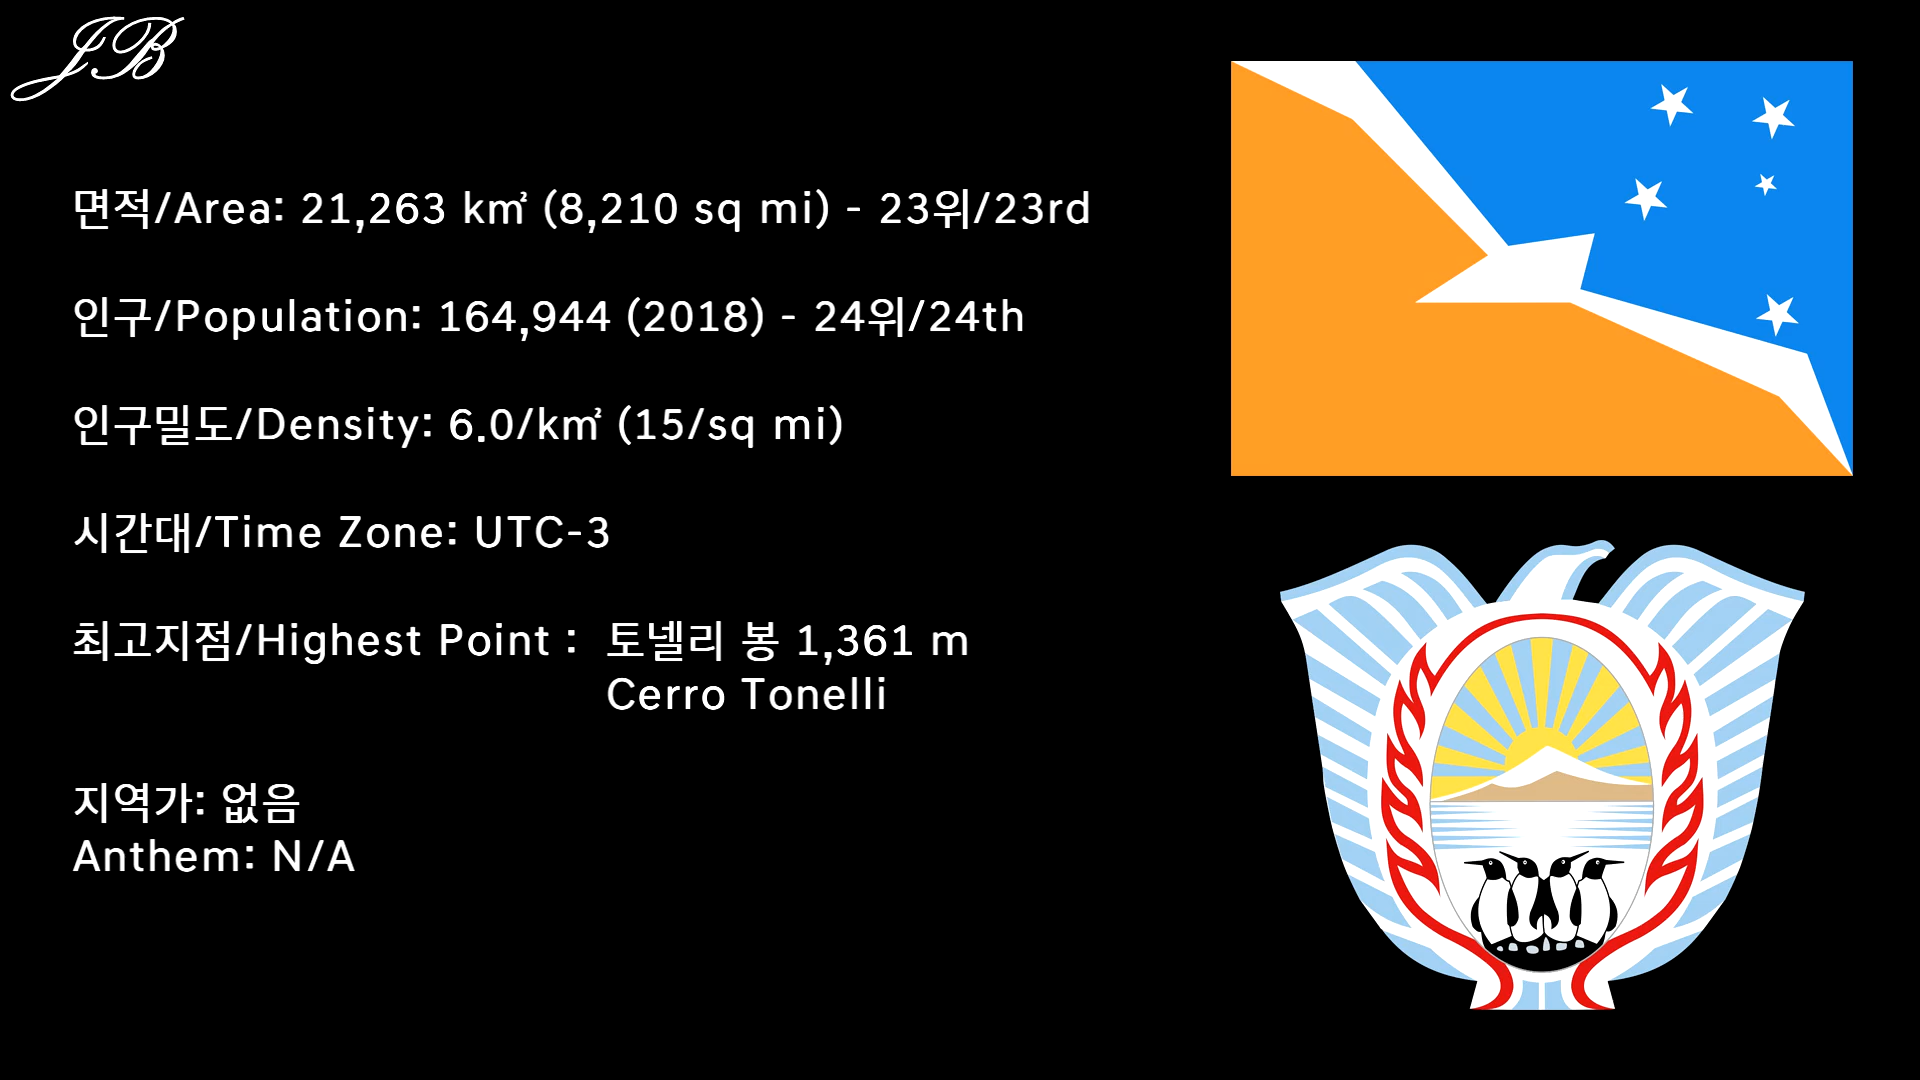 JB
면적/Area: 21,263 km² (8,210 sq mi) - 23위/23rd
인구/Population: 164,944 (2018) - 24위/24th
인구밀도/Density: 6.0/km² (15/sq mi)
시간대/Time Zone: UTC-3
최고지점/Highest Point : 토넬리 봉 1,361 m
Cerro Tonelli
지역가: 없음
Anthem: N/A